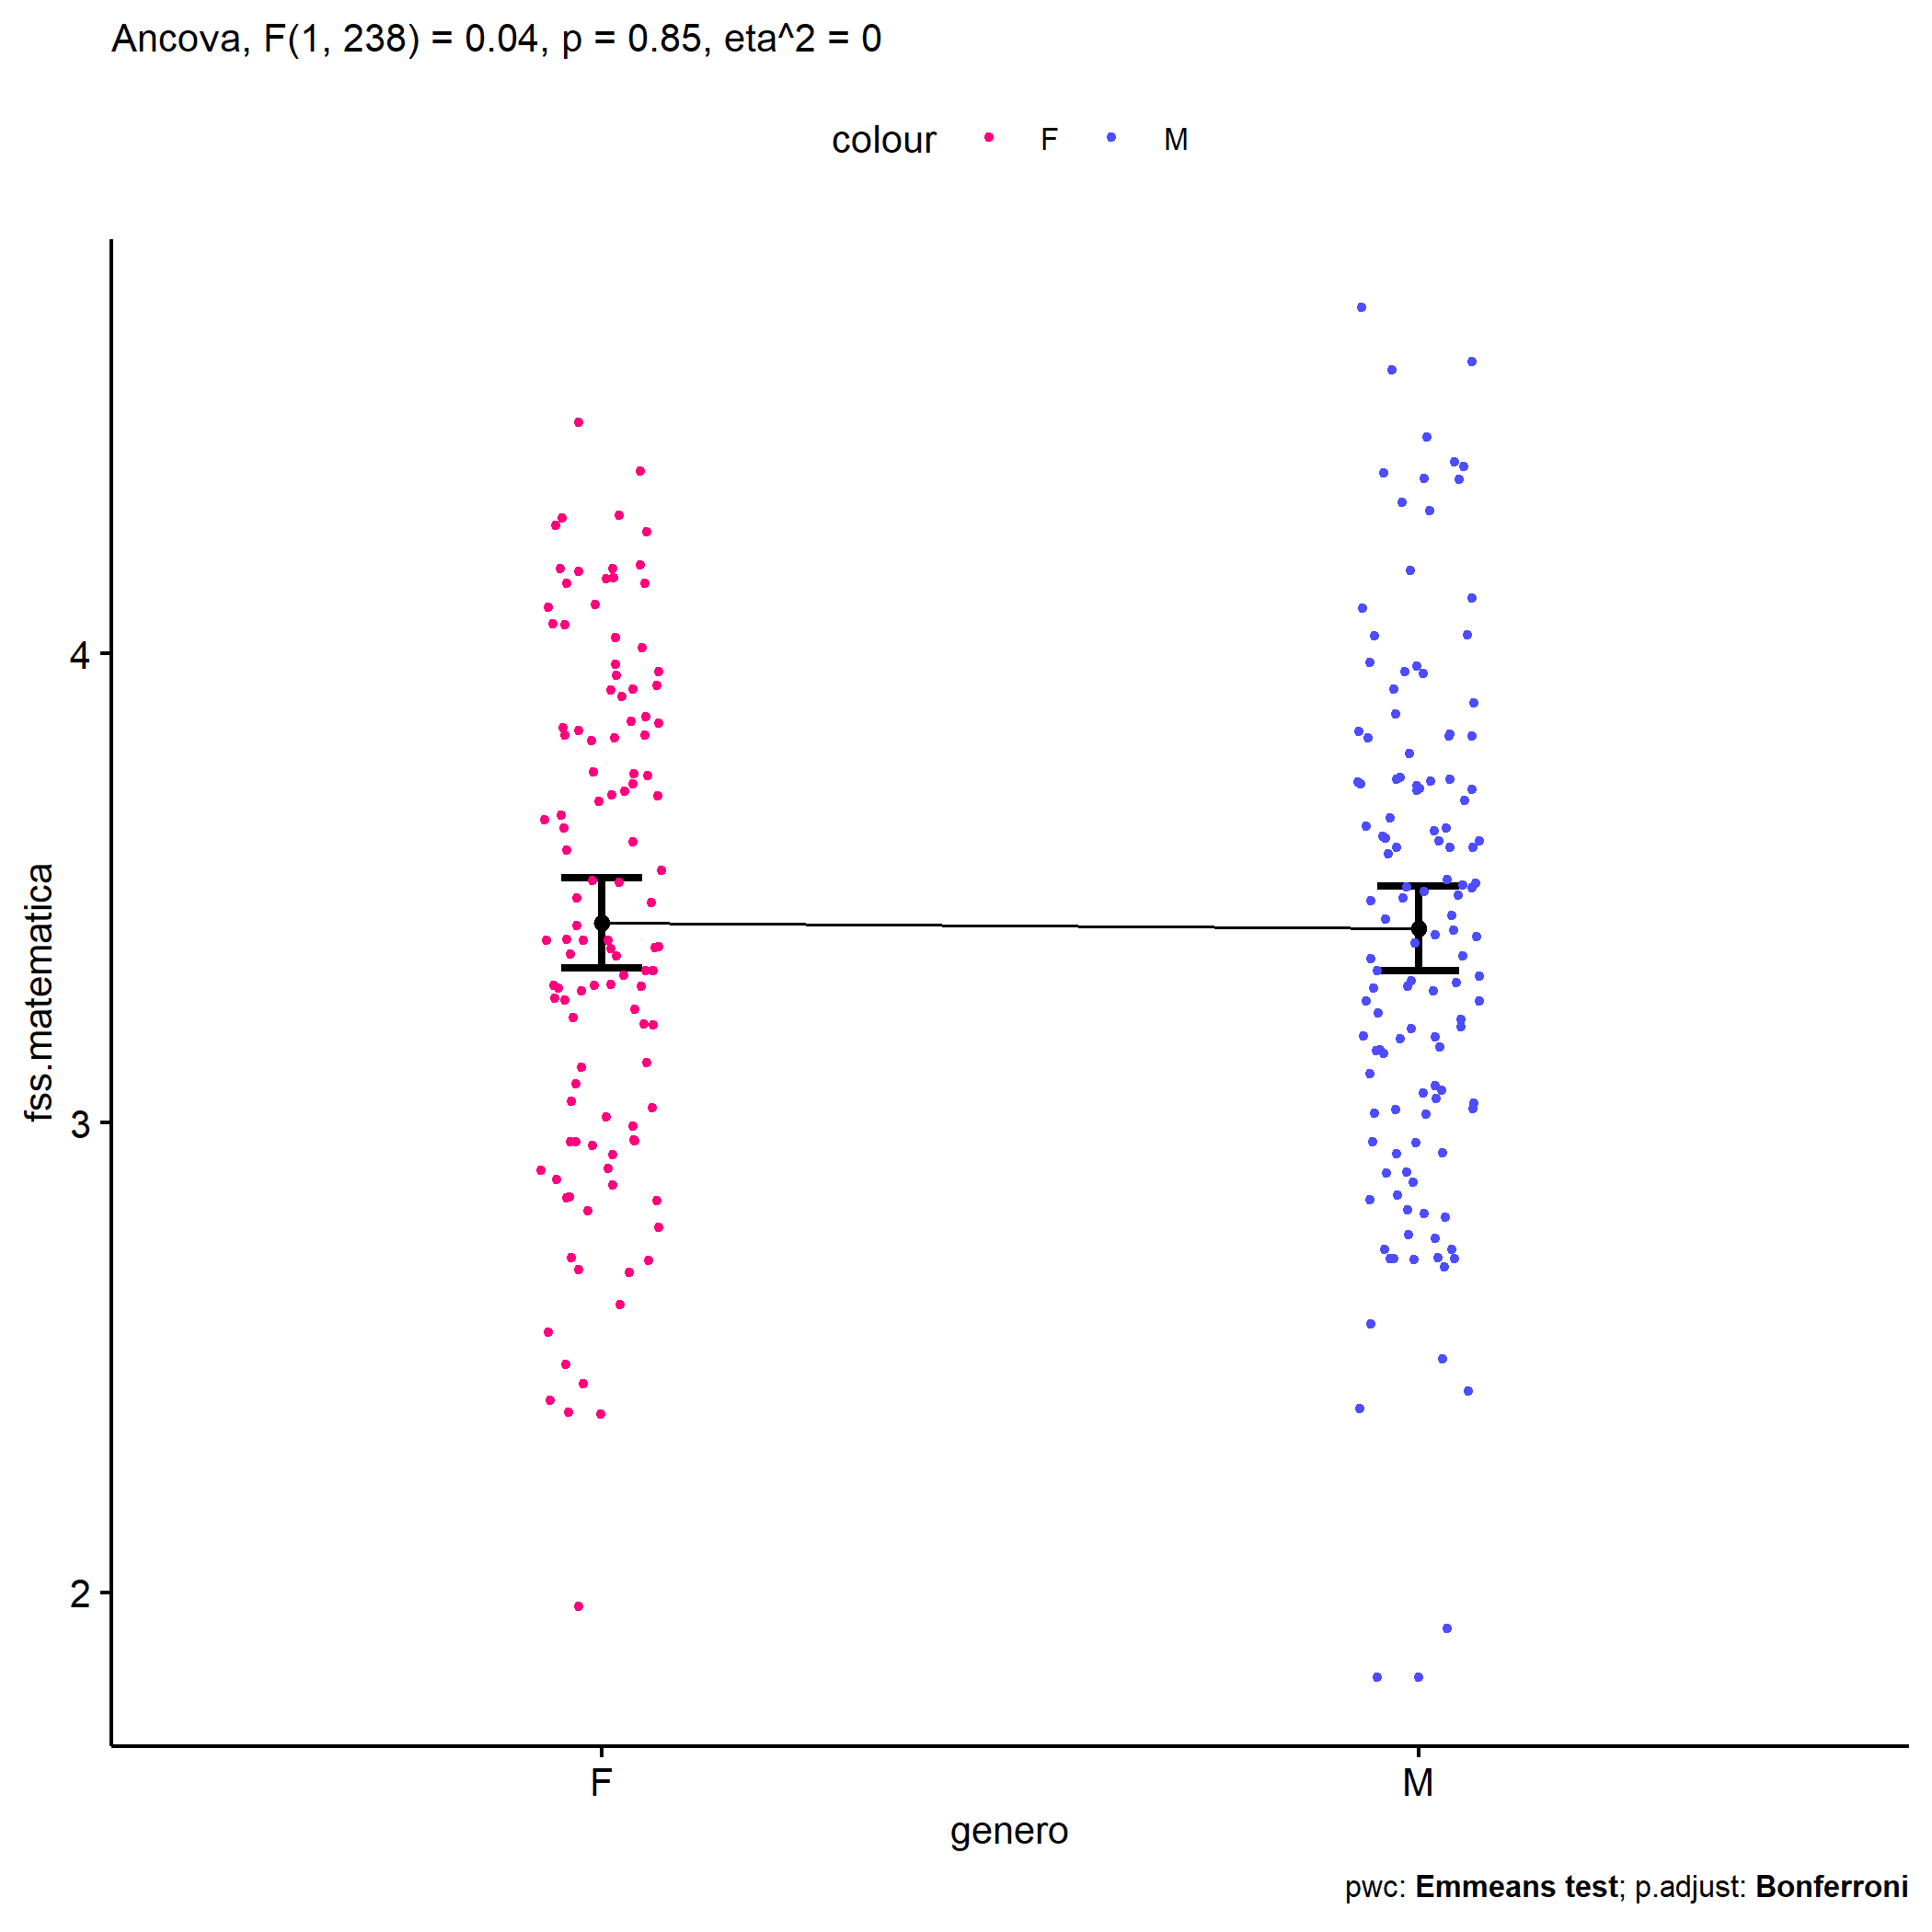 Ancova, F(1, 238) = 0.04, p = 0.85, eta^2 = 0
colour F M
fss.matematica
4
3
2
F M
genero
pwc: Emmeans test; p.adjust: Bonferroni